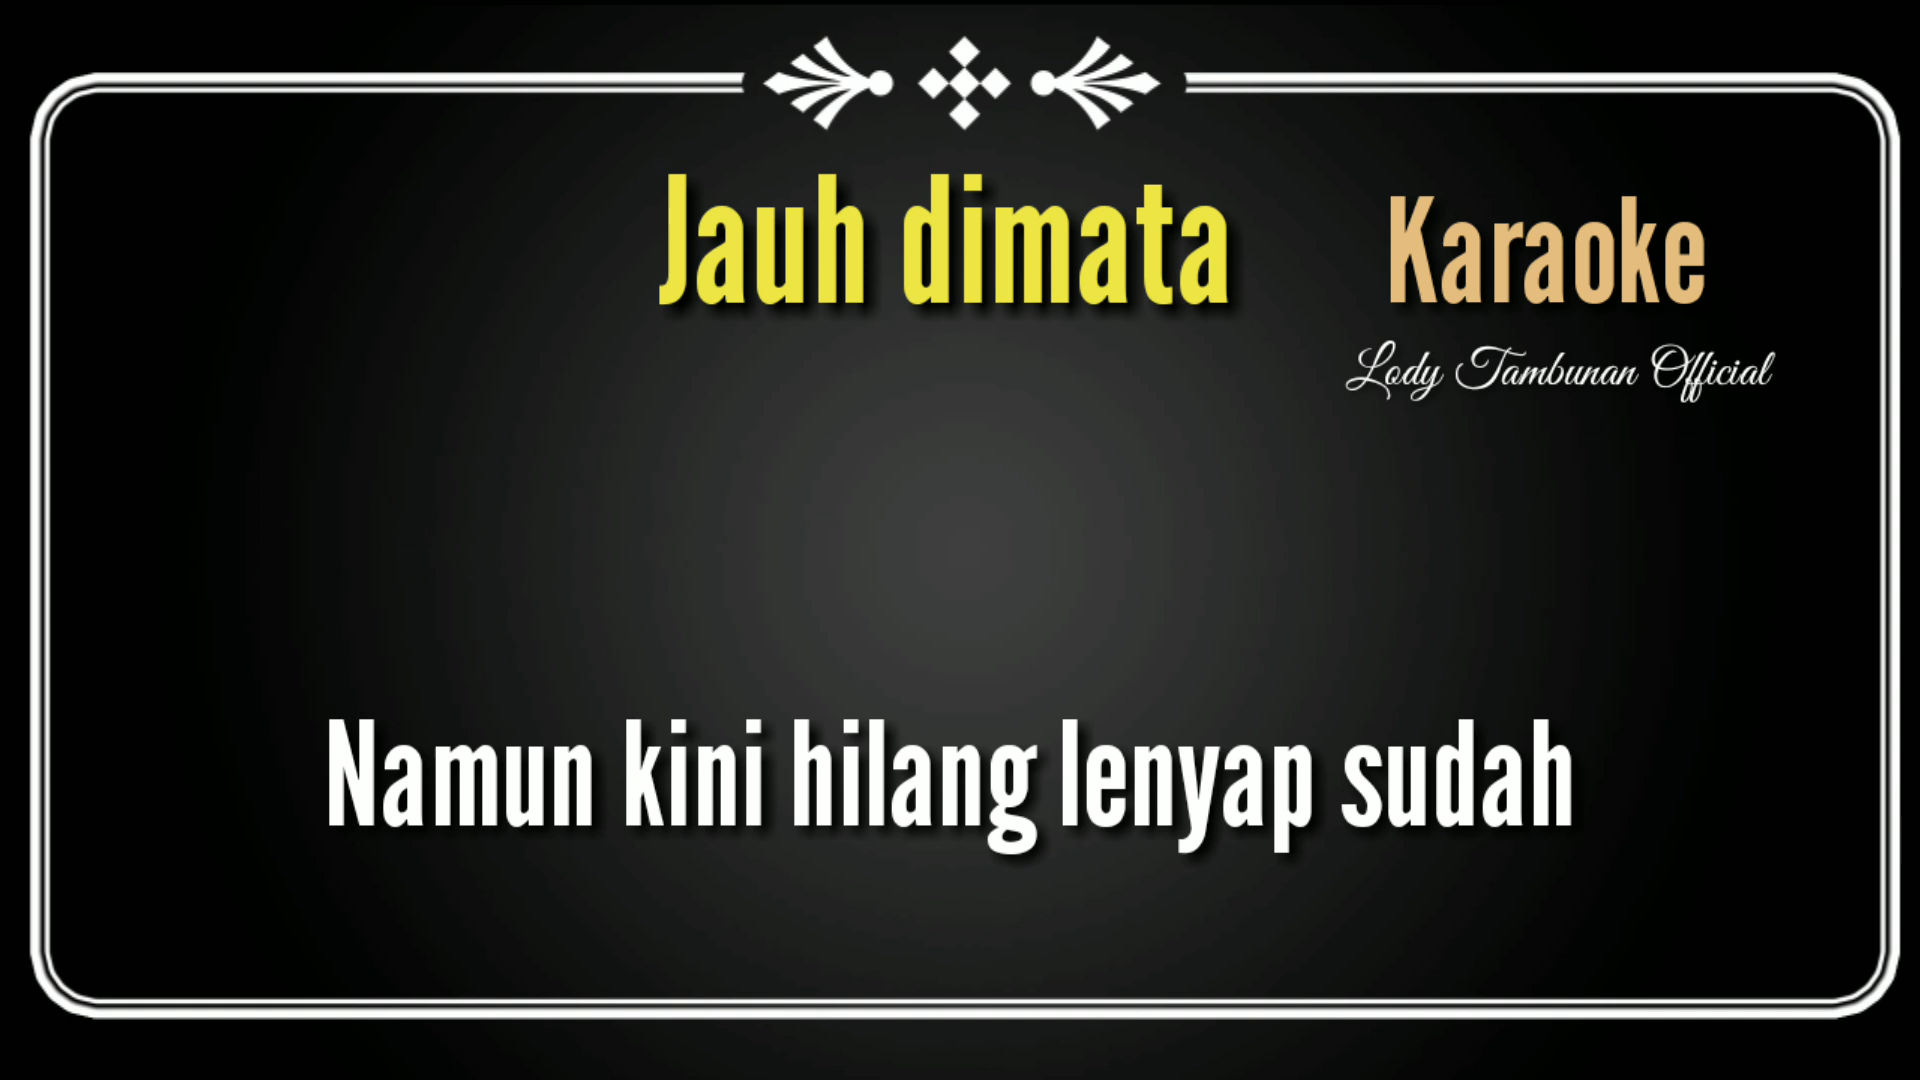 Jauh dimata
Karaoke
Lody Tambunan Official
Namun kini hilang lenyap sudah